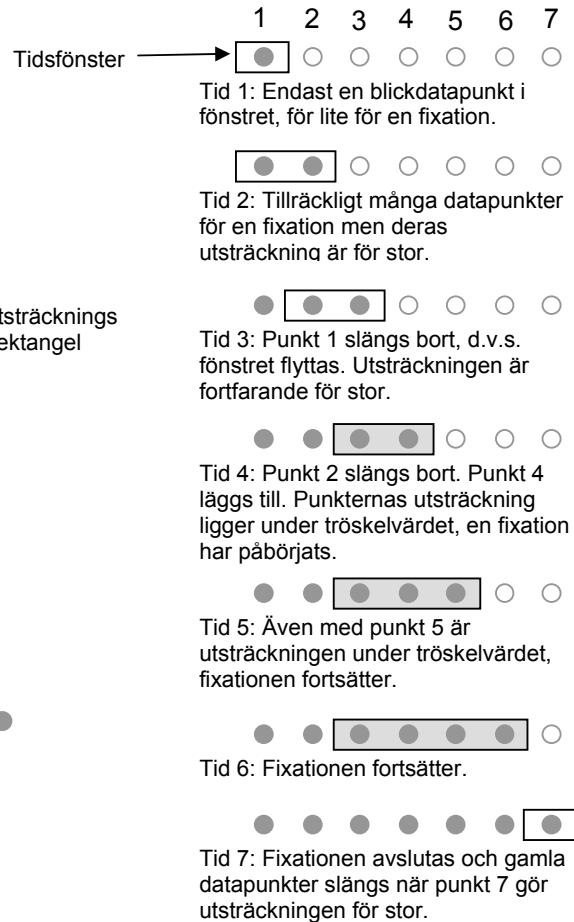 1 2 3 4 5 6 7
Tidsfönster
Tid 1: Endast en blickdatapunkt i
fönstret, för lite för en fixation.
Tid 2: Tillräckligt många datapunkter
för en fixation men deras
utsträckning är för stor.
tsträcknings
ektangel
Tid 3: Punkt 1 slängs bort, d.v.s.
fönstret flyttas. Utsträckningen är
fortfarande för stor.
Tid 4: Punkt 2 slängs bort. Punkt 4
läggs till. Punkternas utsträckning
ligger under tröskelvärdet, en fixation
har påbörjats.
Tid 5: Även med punkt 5 är
utsträckningen under tröskelvärdet,
fixationen fortsätter.
Tid 6: Fixationen fortsätter.
Tid 7: Fixationen avslutas och gamla
datapunkter slängs när punkt 7 gör
utsträckningen för stor.